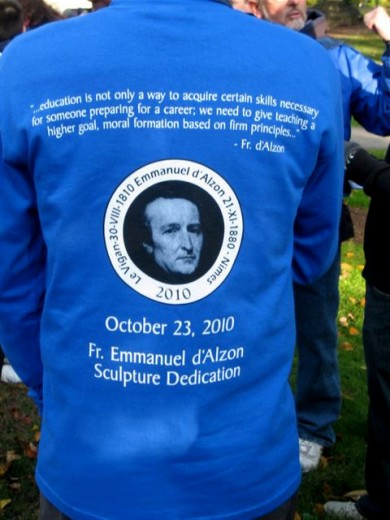 "...education is not only a way to acquire certain skills necessary
for someone preparing for a career; we need to give teaching a
higher goal, moral formation based on firm principles..."
- Fr. d'Alzon
Le Vigan·30-VIII-1810 Emmanuel d'Alzon 21-XI-1880 · Nimes
2010
October 23, 2010
Fr. Emmanuel d'Alzon
Sculpture Dedication